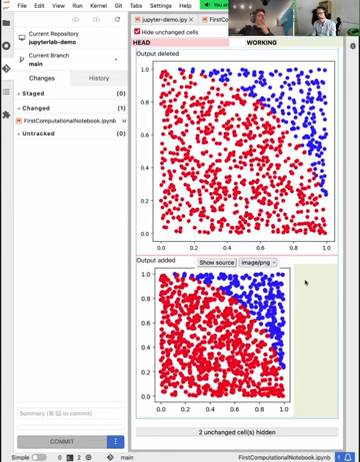 File Edit View Run Kernel Git Tabs Settings Help
jupyter-demo.ipy
FirstCom
Current Repository
jupyterlab-demo
Current Branch
main
Changes
History
Staged (0)
Changed (1)
FirstComputationalNotebook.ipynb M
Untracked (0)
Summary (⌘ ⊠ to commit)
COMMIT
Hide unchanged cells
HEAD
WORKING
Output deleted
1.0
0.8
0.6
0.4
0.2
0.0
0.0 0.2 0.4 0.6 0.8 1.0
Output added
Show source
image/png
1.0
0.8
0.6
0.4
0.2
0.0
0.0 0.2 0.4 0.6 0.8 1.0
2 unchanged cell(s) hidden
Simple
0
2
main
FirstComputationalNotebook.ipynb
1